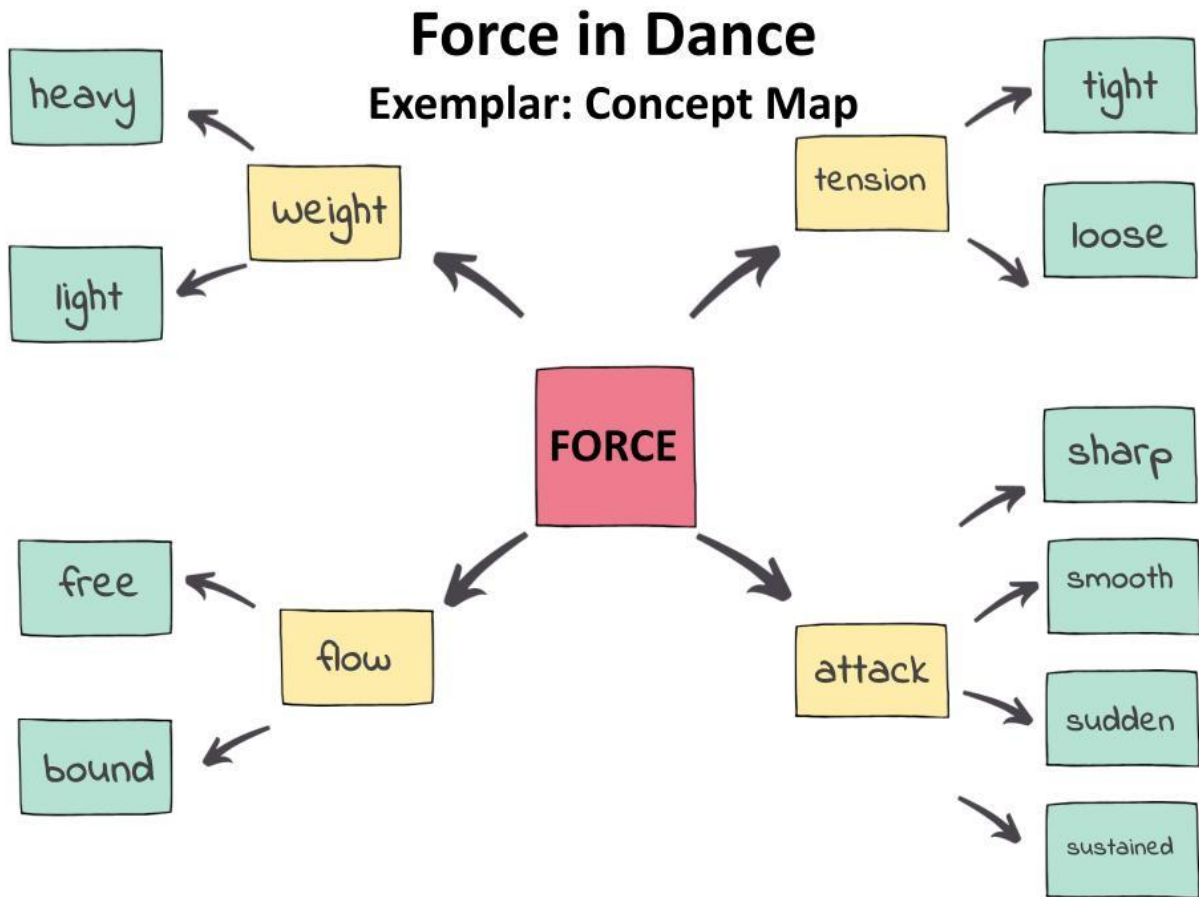 Force in Dance
Exemplar: Concept Map
heavy
weight
light
tension
tight
loose
FORCE
free
flow
bound
attack
sharp
smooth
sudden
sustained